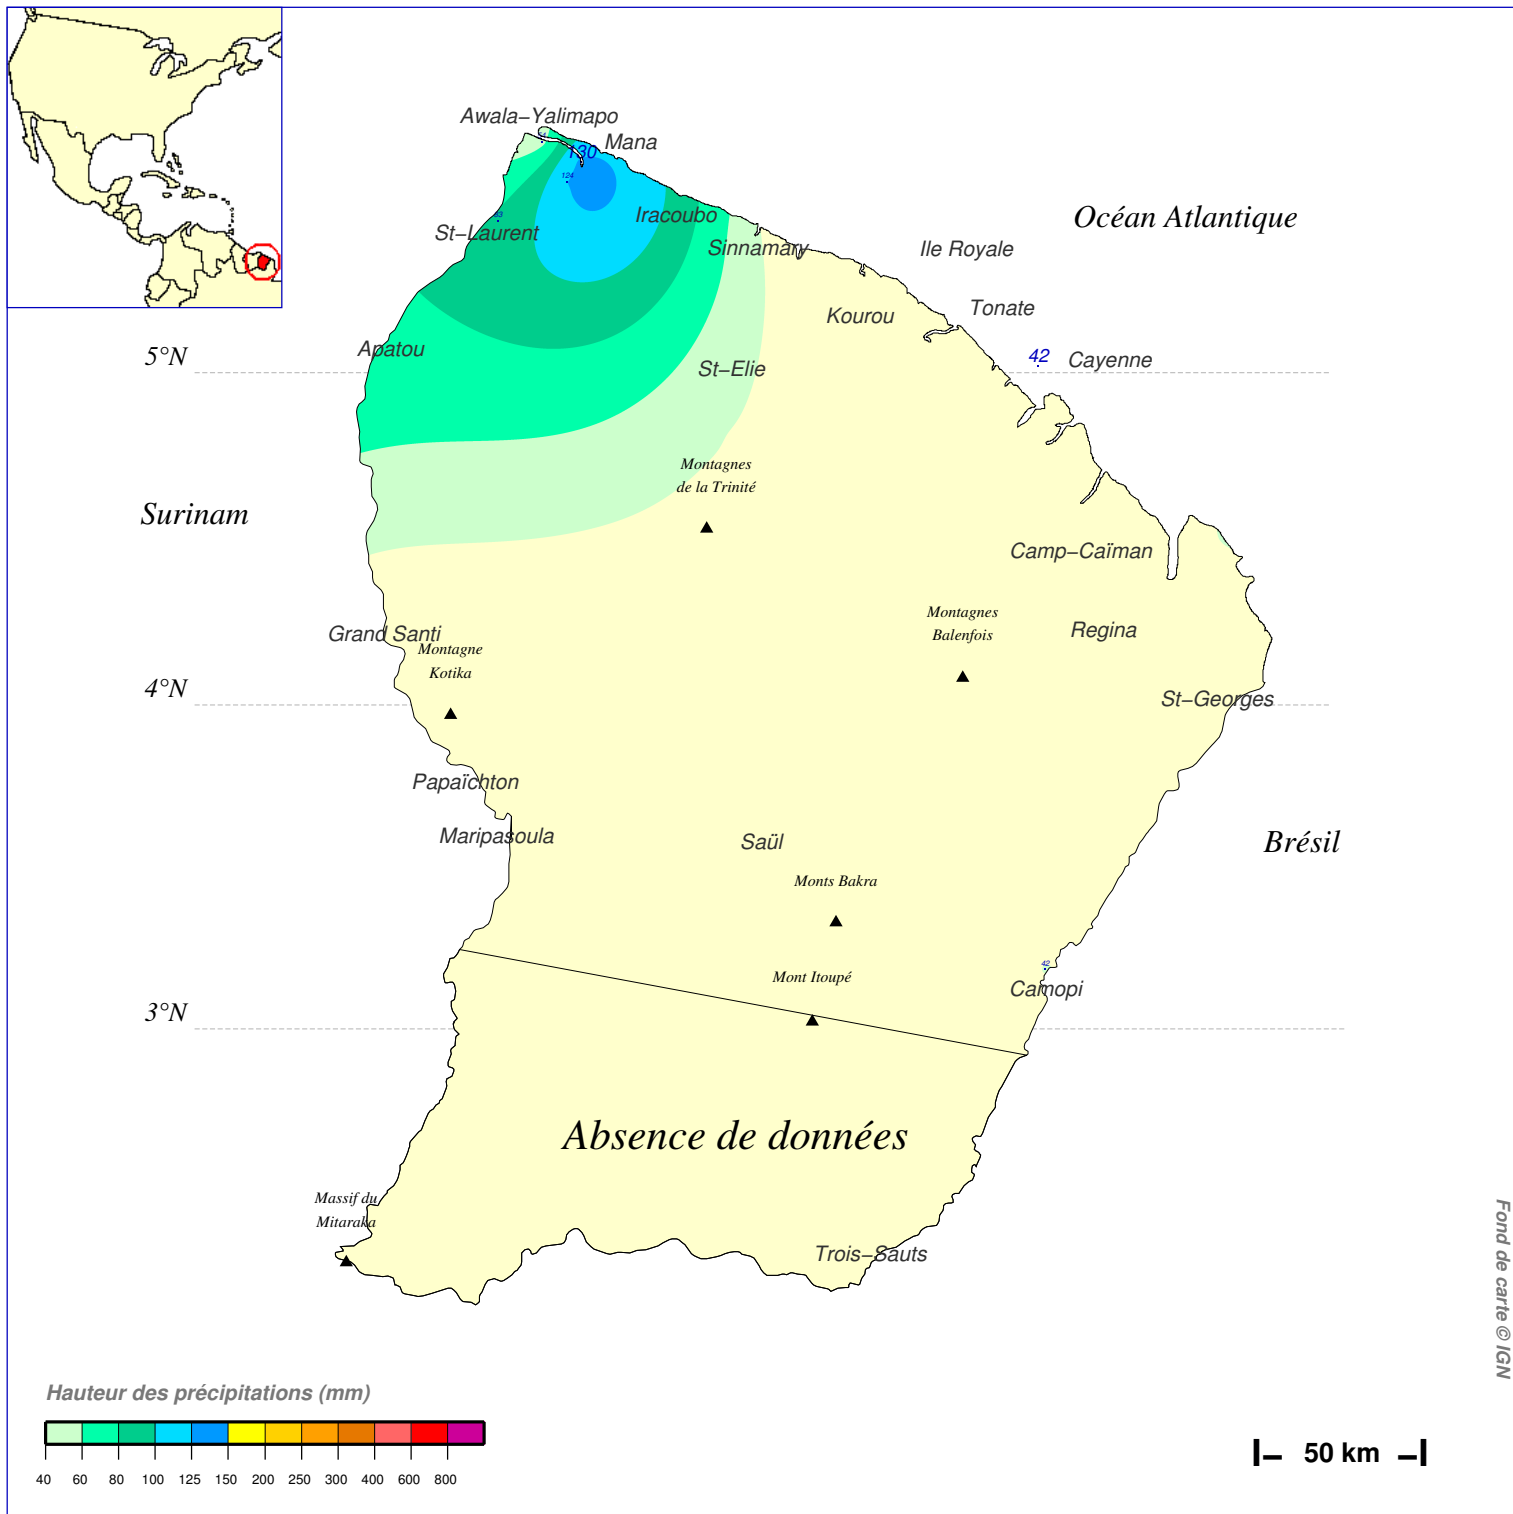 Awala–Yalimapo
Mana
130
124
Iracoubo
St–Laurent
Sinnamary
Océan Atlantique
Ile Royale
Tonate
Kourou
5°N
Apatou
St–Elie
42
Cayenne
Montagnes
de la Trinité
Surinam
Camp–Caïman
Montagnes
Balenfois
Regina
Grand Santi
Montagne
Kotika
4°N
St–Georges
Papaïchton
Maripasoula
Saül
Brésil
Monts Bakra
Mont Itoupé
42
Camopi
3°N
Absence de données
Massif du
Mitaraka
Trois–Sauts
Fond de carte © IGN
Hauteur des précipitations (mm)
40 60 80 100 125 150 200 250 300 400 600 800
50 km